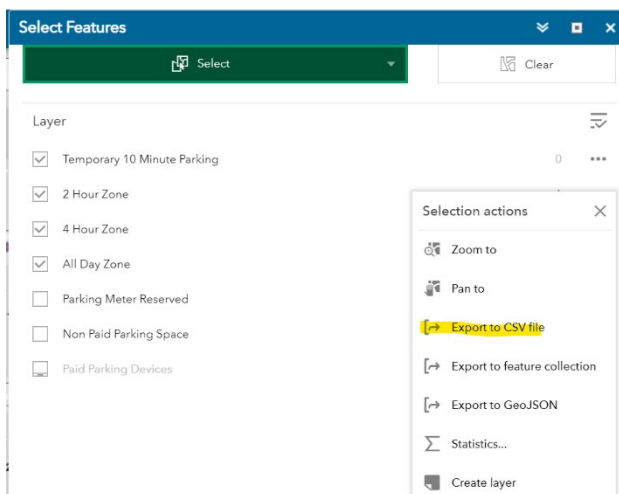 Select Features
Select
Clear
Layer
Temporary 10 Minute Parking 0
2 Hour Zone
4 Hour Zone
All Day Zone
Parking Meter Reserved
Non Paid Parking Space
Paid Parking Devices
Selection actions
Zoom to
Pan to
Export to CSV file
Export to feature collection
Export to GeoJSON
Statistics...
Create layer